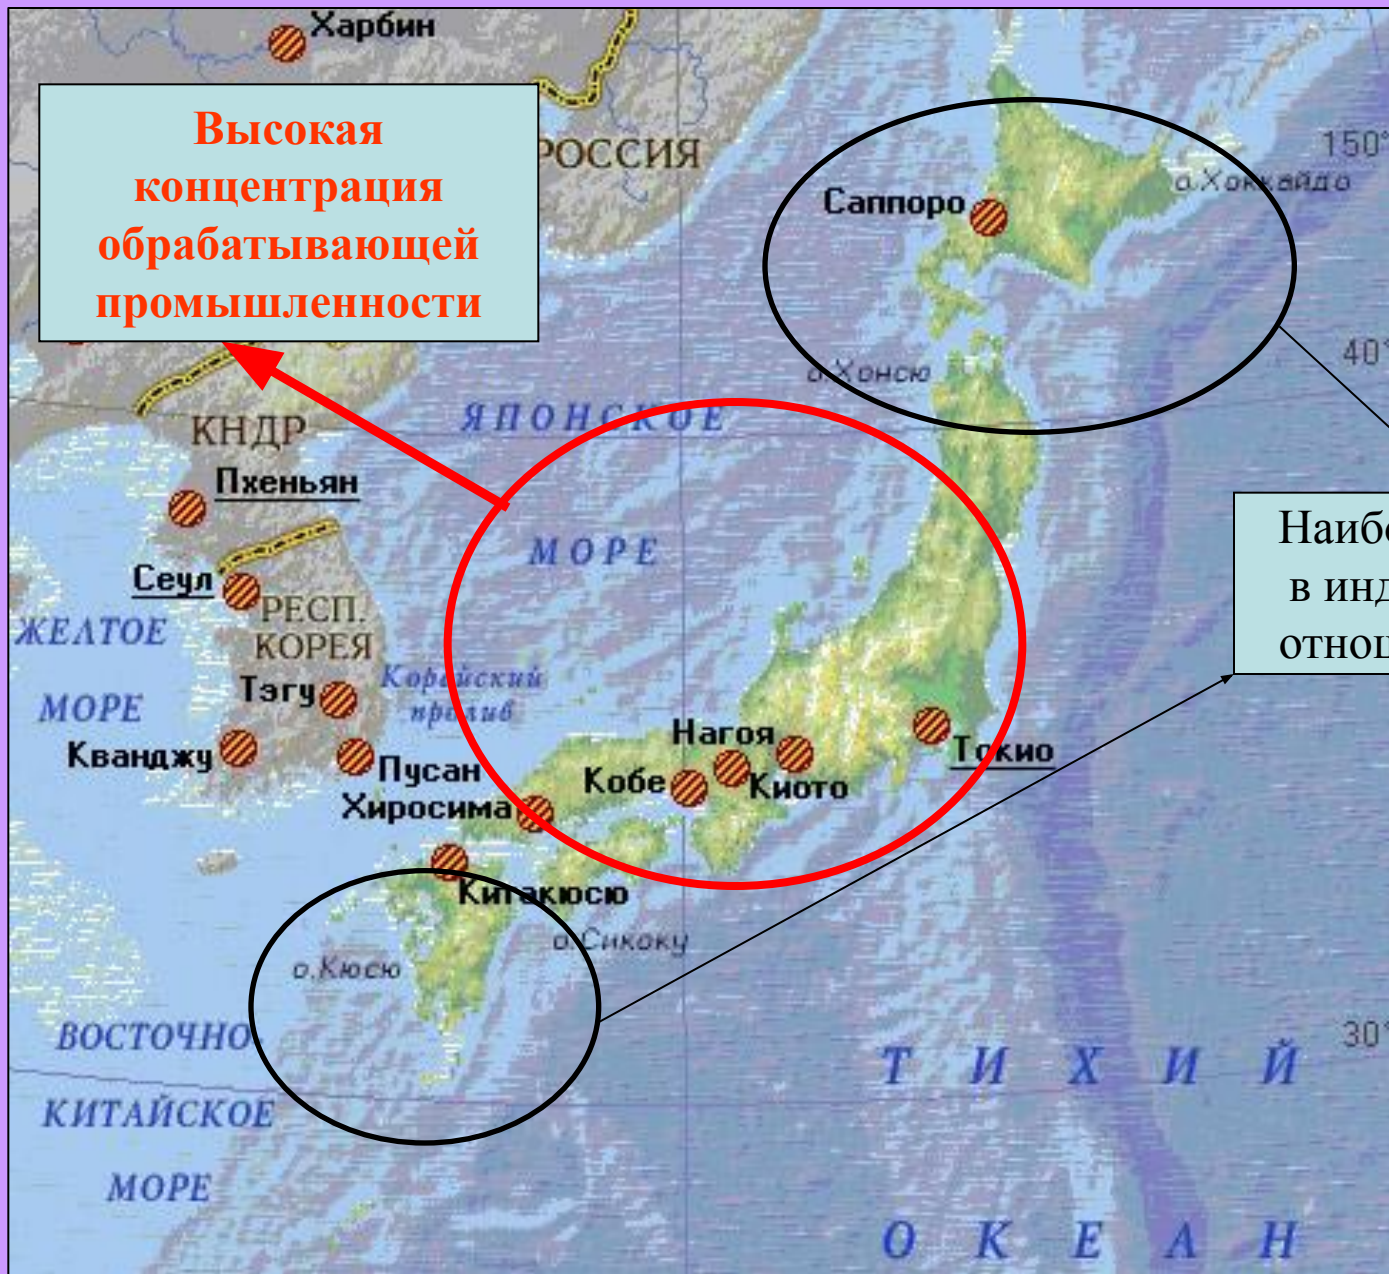 Харбин
Высокая
концентрация
обрабатывающей
промышленности
РОССИЯ
150°
о.Хоккайдо
Саппоро
40°
о.Хонсю
ЯПОНСКОЕ
МОРЕ
КНДР
Пхеньян
Сеул
РЕСП.
КОРЕЯ
ЖЕЛТОЕ
МОРЕ
Корейский
пролив
Тэгу
Кванджу
Пусан
Хиросима
Нагоя
Кобе
Киото
Токио
Китакюсю
о.Сикоку
о.Кюсю
в
ВОСТОЧНО-
КИТАЙСКОЕ
МОРЕ
30°
ТИХИЙ
ОКЕАН